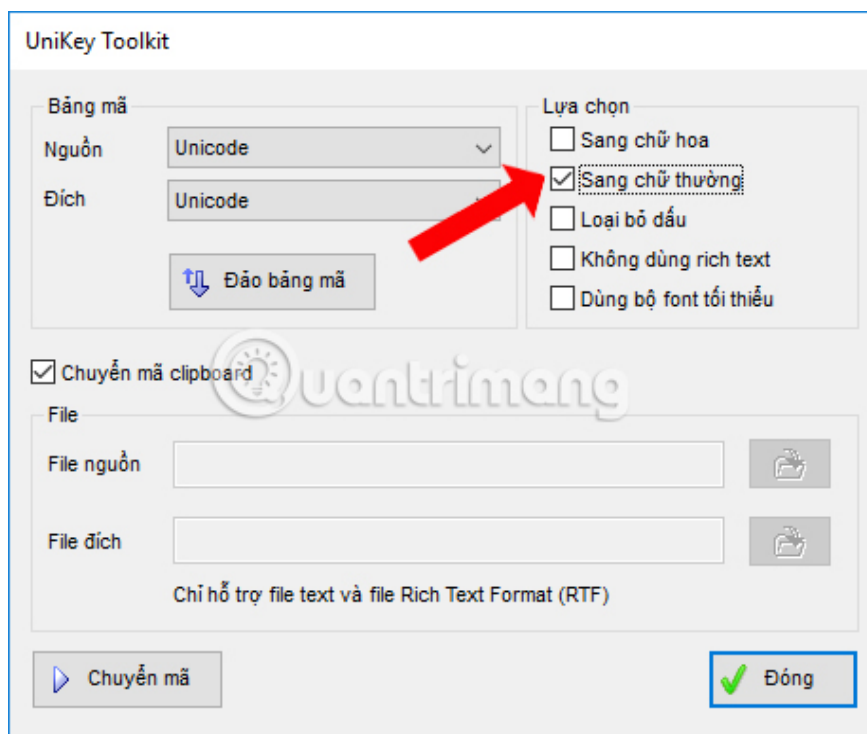 UniKey Toolkit
Bảng mã
Nguồn
Unicode
Đích
Unicode
Đảo bảng mã
Lựa chọn
Sang chữ hoa
Sang chữ thường
Loại bỏ dấu
Không dùng rich text
Dùng bộ font tối thiểu
Chuyển mã clipboard
Quantrimang
File
File nguồn
File đích
Chỉ hỗ trợ file text và file Rich Text Format (RTF)
Chuyển mã
Đóng